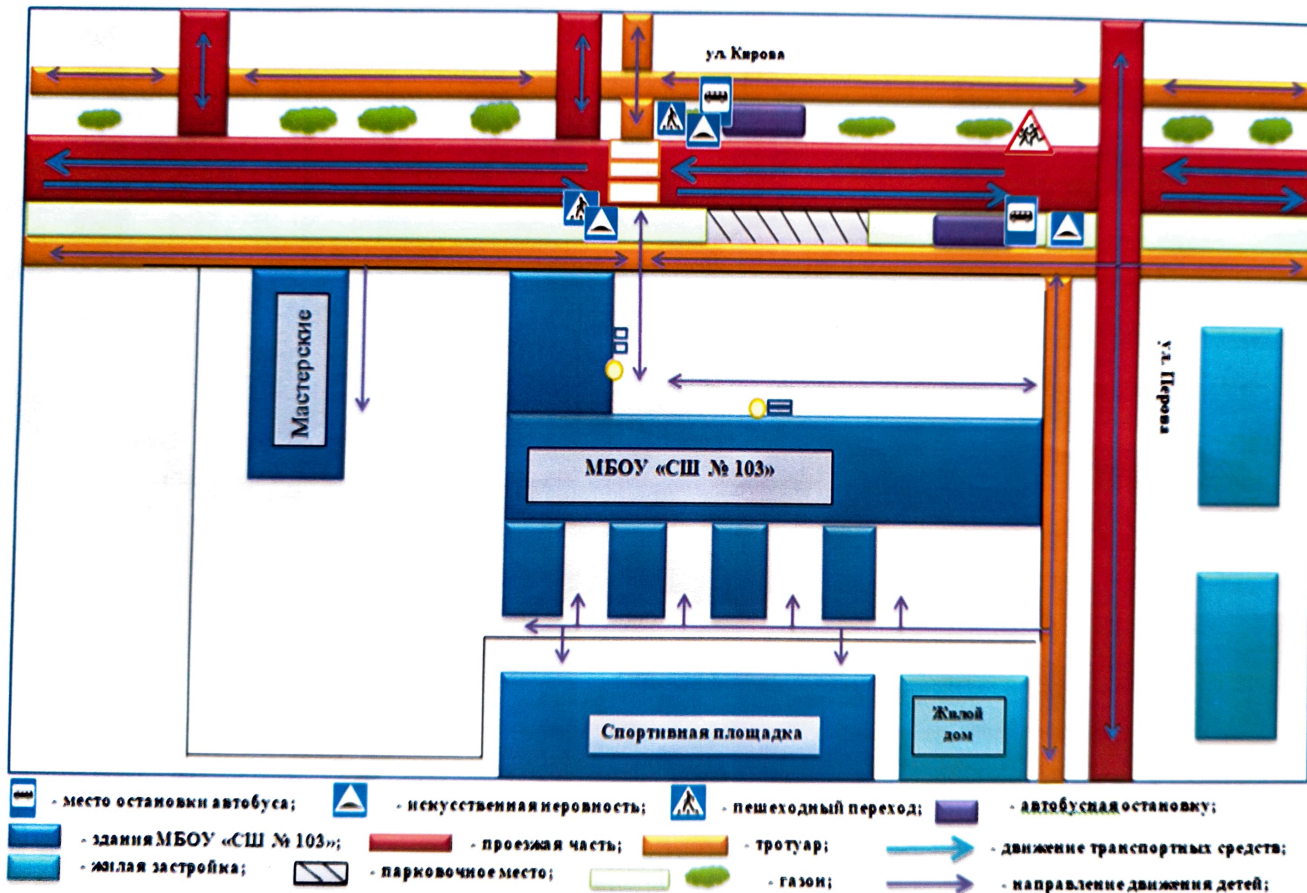 ул. Кирова
Мастерские
ул. Перова
МБОУ «СШ № 103»
Спортивная площадка
Жилой
дом
- место остановки автобуса;
- искусственная неровность;
- пешеходный переход;
- автобусная остановку;
- здания МБОУ «СШ № 103»;
- проезжая часть;
- тротуар;
- движение транспортных средств;
- жилая застройка;
- парковочное место;
- газон;
- направление движения детей;